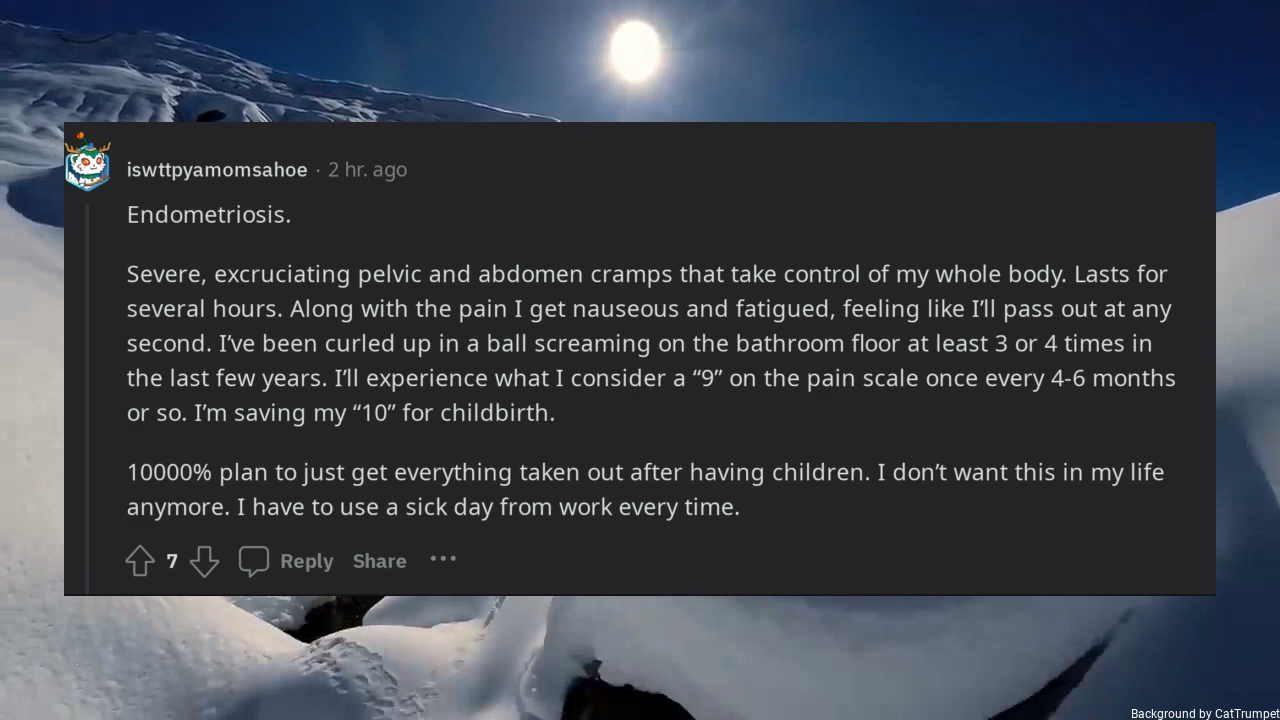 iswttpyamomsahoe · 2 hr. ago
Endometriosis.
Severe, excruciating pelvic and abdomen cramps that take control of my whole body. Lasts for
several hours. Along with the pain I get nauseous and fatigued, feeling like I’ll pass out at any
second. I’ve been curled up in a ball screaming on the bathroom floor at least 3 or 4 times in
the last few years. I’ll experience what I consider a “9” on the pain scale once every 4-6 months
or so. I’m saving my “10” for childbirth.
10000% plan to just get everything taken out after having children. I don’t want this in my life
anymore. I have to use a sick day from work every time.
7 Reply Share ···
Background by CatTrumpet